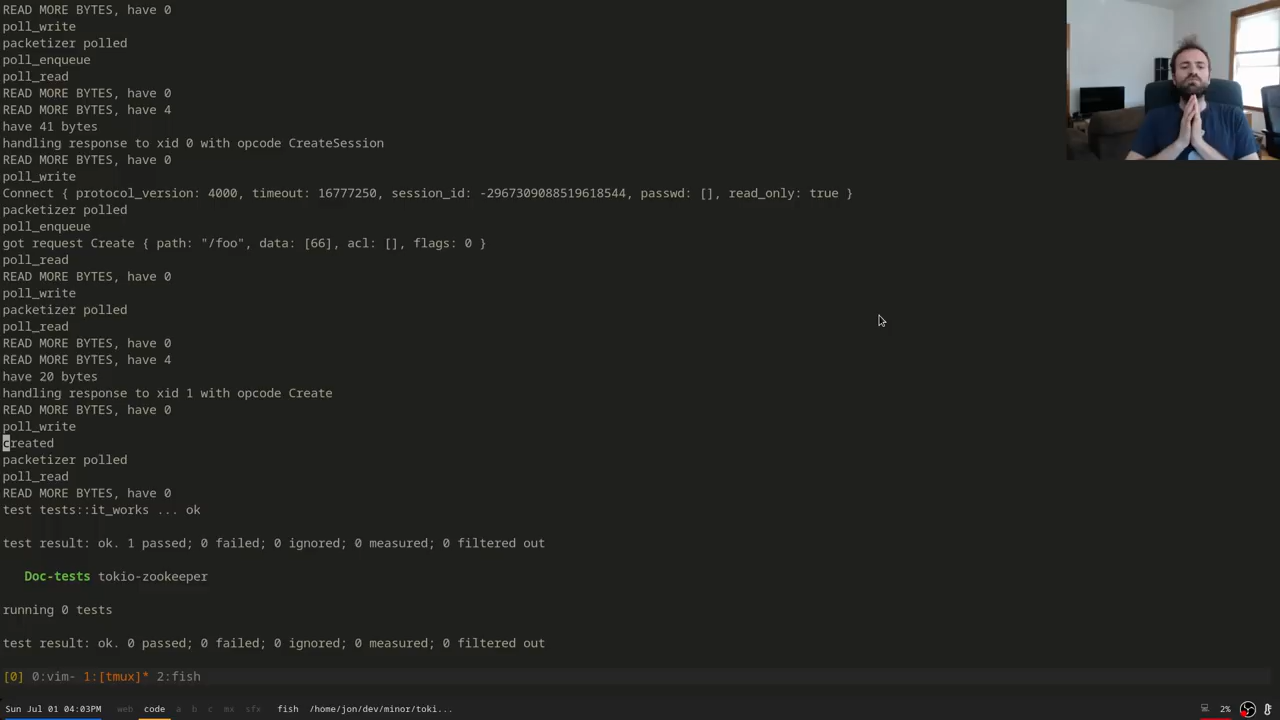 READ MORE BYTES, have 0
poll_write
packetizer polled
poll_enqueue
poll_read
READ MORE BYTES, have 0
READ MORE BYTES, have 4
have 41 bytes
handling response to xid 0 with opcode CreateSession
READ MORE BYTES, have 0
poll_write
Connect { protocol_version: 4000, timeout: 16777250, session_id: -2967309088519618544, passwd: [], read_only: true }
packetizer polled
poll_enqueue
got request Create { path: "/foo", data: [66], acl: [], flags: 0 }
poll_read
READ MORE BYTES, have 0
poll_write
packetizer polled
poll_read
READ MORE BYTES, have 0
READ MORE BYTES, have 4
have 20 bytes
handling response to xid 1 with opcode Create
READ MORE BYTES, have 0
poll_write
created
packetizer polled
poll_read
READ MORE BYTES, have 0
test tests::it_works ... ok
test result: ok. 1 passed; 0 failed; 0 ignored; 0 measured; 0 filtered out
Doc-tests tokio-zookeeper
running 0 tests
test result: ok. 0 passed; 0 failed; 0 ignored; 0 measured; 0 filtered out
[0] 0:vim- 1:[tmux]* 2:fish
Sun Jul 01 04:03PM web code a b c mx sfx fish /home/jon/dev/minor/toki... 2%